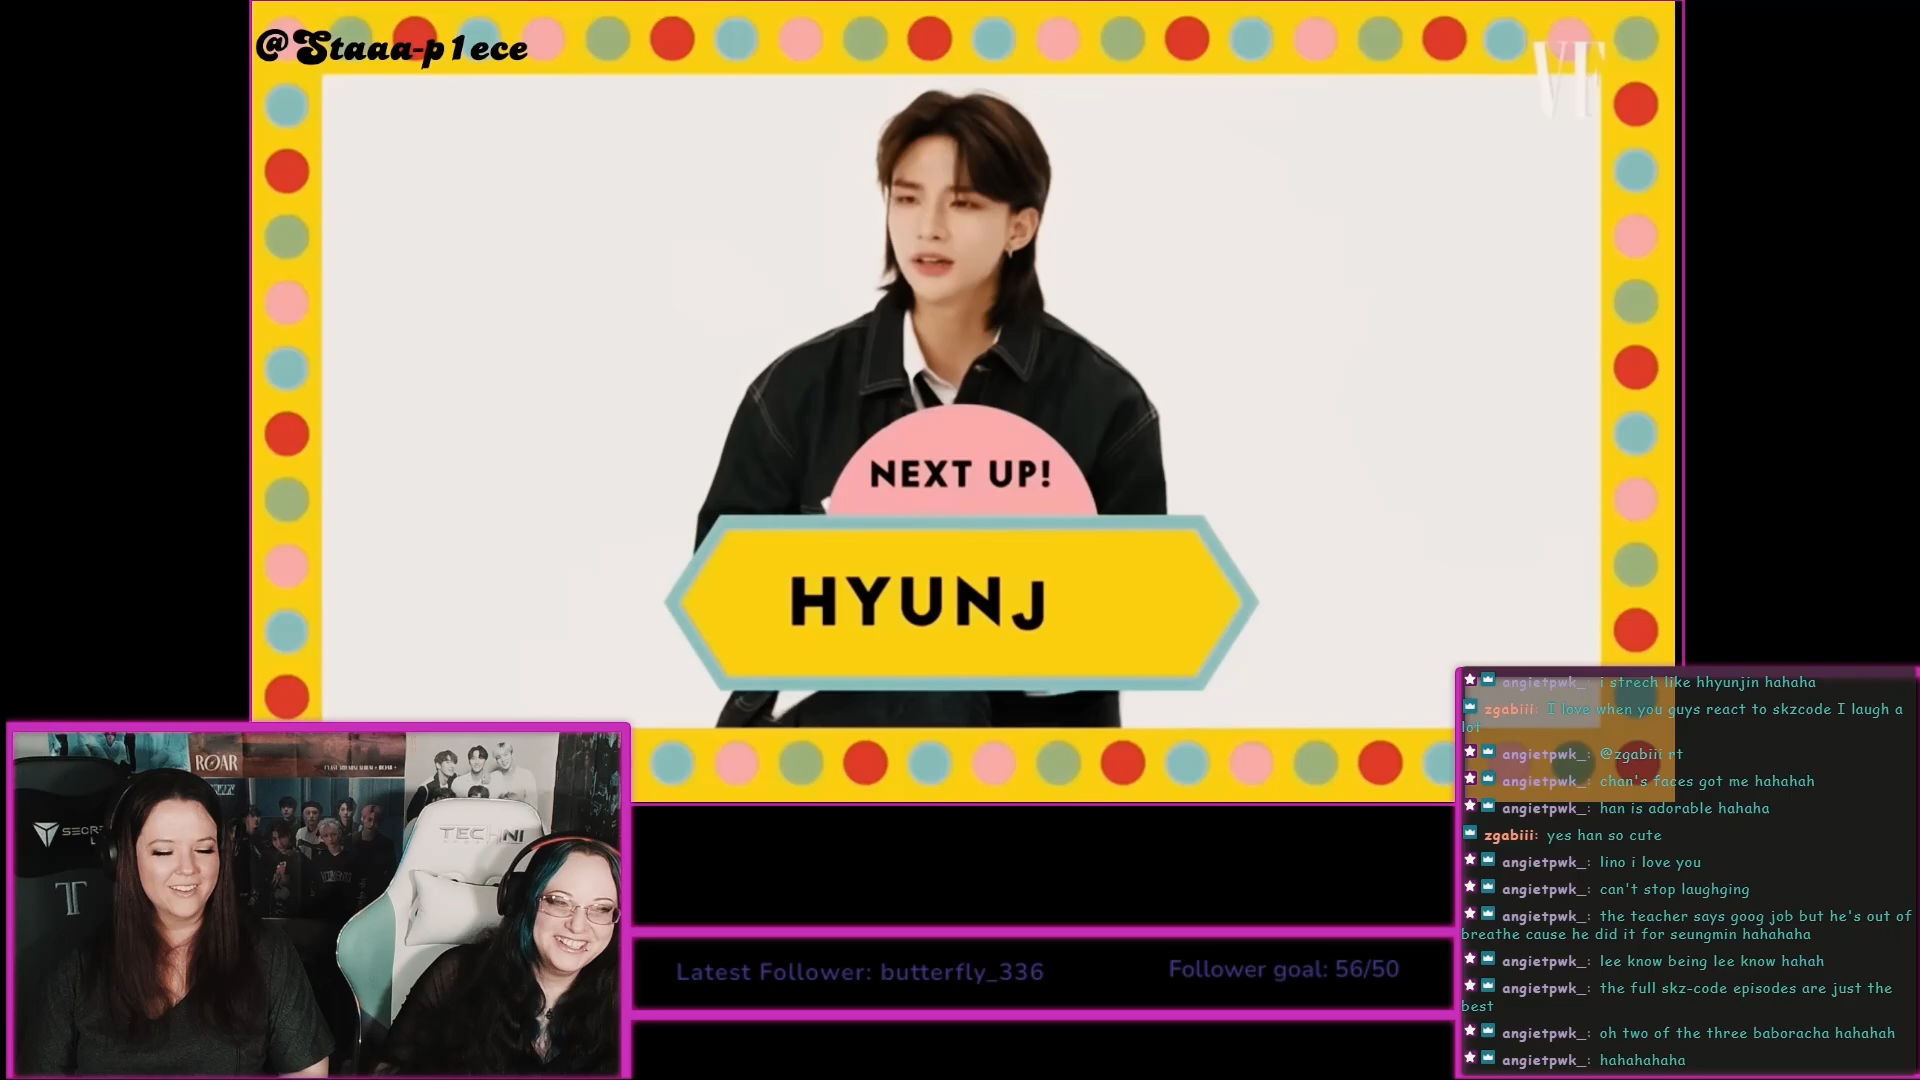 @Staaa-p1ece
VF
NEXT UP!
HYUNJ
ROAR
SECRE
TECHNI
Latest Follower: butterfly_336
Follower goal: 56/50
angietpwk_: i strech like hhyunjin hahaha
zgabiii: I love when you guys react to skzcode I laugh a
lot
angietpwk_: @zgabiii rt
angietpwk_: chan's faces got me hahahah
angietpwk_: han is adorable hahaha
zgabiii: yes han so cute
angietpwk_: lino i love you
angietpwk_: can't stop laughging
angietpwk_: the teacher says goog job but he's out of
breathe cause he did it for seungmin hahahaha
angietpwk_: lee know being lee know hahah
angietpwk_: the full skz-code episodes are just the
best
angietpwk_: oh two of the three baboracha hahahah
angietpwk_: hahahahaha